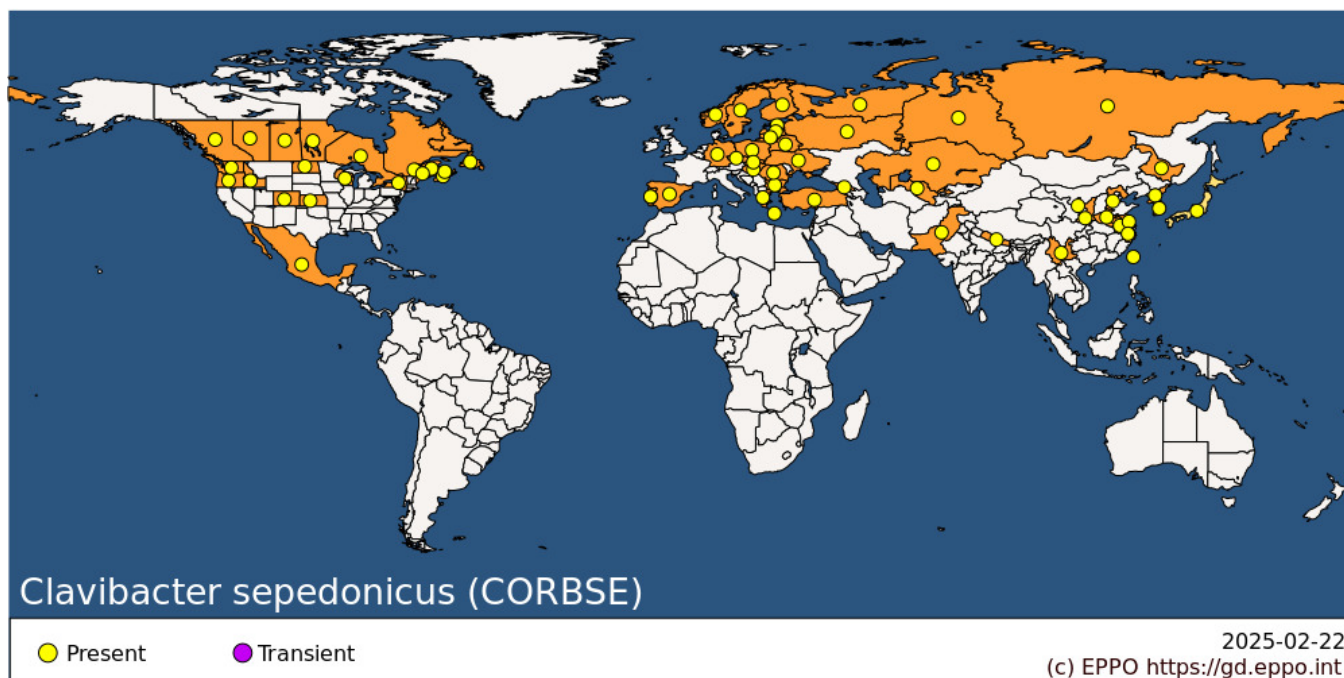 Clavibacter sepedonicus (CORBSE)
Present
Transient
2025-02-22
(c) EPPO https://gd.eppo.int